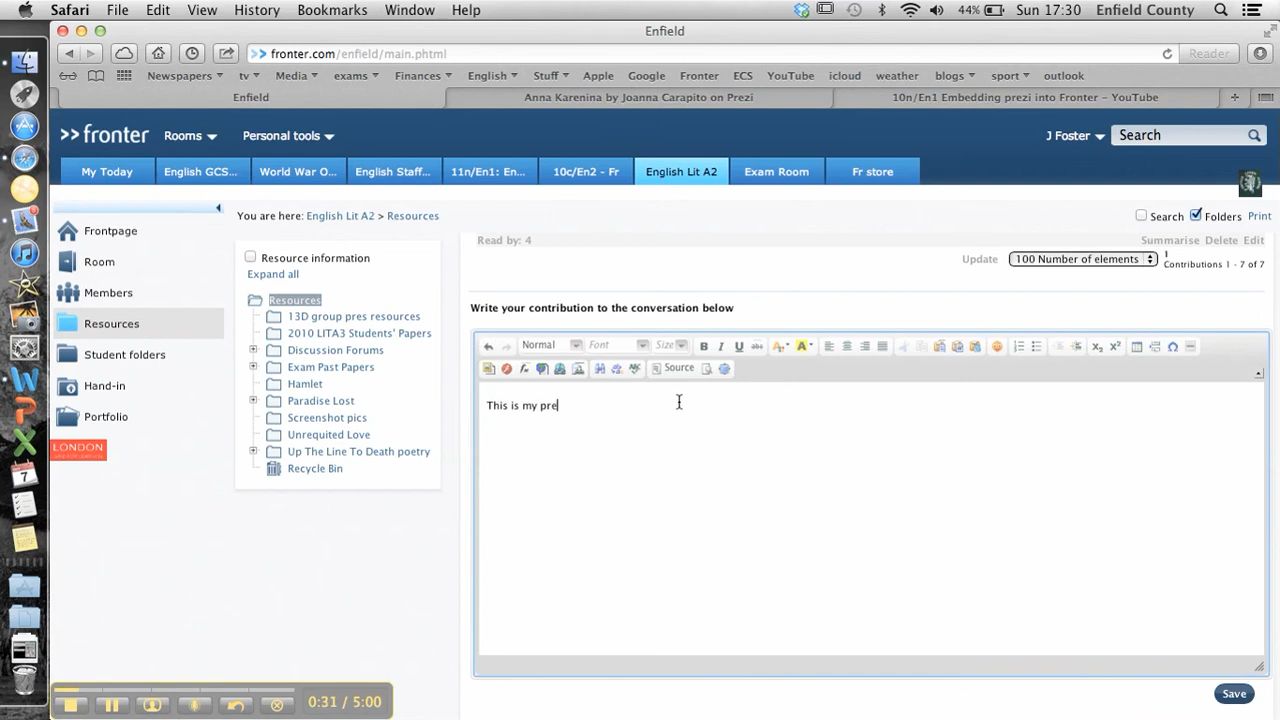 Safari File Edit View History Bookmarks Window Help 44% Sun 17:30 Enfield County
Enfield
fronter.com/enfield/main.phtml Reader
Newspapers tv Media exams Finances English Stuff Apple Google Fronter ECS YouTube icloud weather blogs sport outlook
Enfield Anna Karenina by Joanna Carapito on Prezi 10n/En1 Embedding prezi into Fronter - YouTube
>>fronter Rooms Personal tools J Foster Search
My Today English GCS... World War O... English Staff... 11n/En1: En... 10c/En2 - Fr English Lit A2 Exam Room Fr store
You are here: English Lit A2 > Resources Search Folders Print
Frontpage
Room
Members
Resources
Student folders
Hand-in
Portfolio
LONDON
Resource information
Expand all
Resources
13D group pres resources
2010 LITA3 Students' Papers
Discussion Forums
Exam Past Papers
Hamlet
Paradise Lost
Screenshot pics
Unrequited Love
Up The Line To Death poetry
Recycle Bin
Read by: 4 Summarise Delete Edit
Update 100 Number of elements 1
Contributions 1 - 7 of 7
Write your contribution to the conversation below
Normal Font Size B I U abc A A X₂ X² Ω
Source
This is my pre
Save
0:31 / 5:00